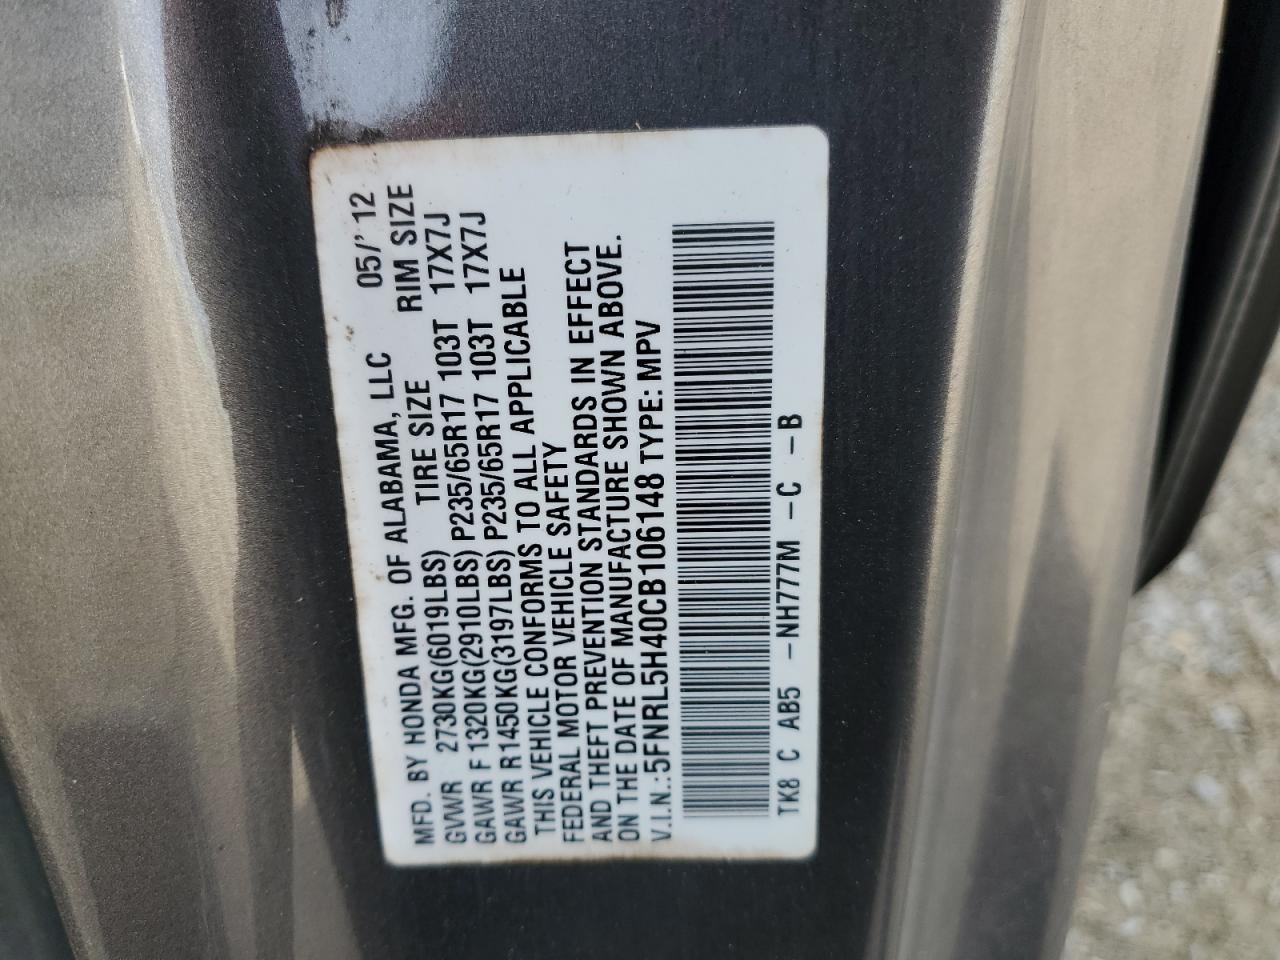 MFD. BY HONDA MFG. OF ALABAMA, LLC 05/'12
TIRE SIZE RIM SIZE
GVWR 2730KG(6019LBS)
GAWR F 1320KG(2910LBS) P235/65R17 103T 17X7J
GAWR R 1450KG(3197LBS) P235/65R17 103T 17X7J
THIS VEHICLE CONFORMS TO ALL APPLICABLE
FEDERAL MOTOR VEHICLE SAFETY
AND THEFT PREVENTION STANDARDS IN EFFECT
ON THE DATE OF MANUFACTURE SHOWN ABOVE.
V.I.N.:5FNRL5H40CB106148 TYPE: MPV
TK8 C AB5 -NH777M -C -B